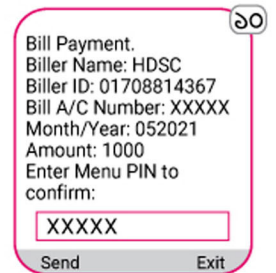 ১০
Bill Payment.
Biller Name: HDSC
Biller ID: 01708814367
Bill A/C Number: XXXXX
Month/Year: 052021
Amount: 1000
Enter Menu PIN to
confirm:
XXXXX
Send Exit